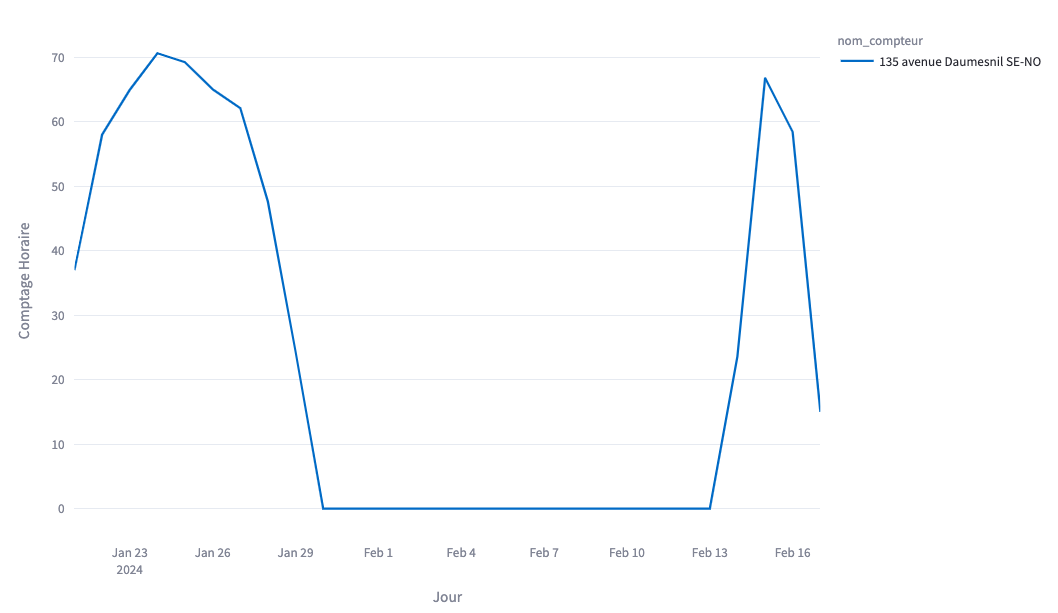 nom_compteur
135 avenue Daumesnil SE-NO
Comptage Horaire
70
60
50
40
30
20
10
0
Jan 23 Jan 26 Jan 29 Feb 1 Feb 4 Feb 7 Feb 10 Feb 13 Feb 16
2024
Jour